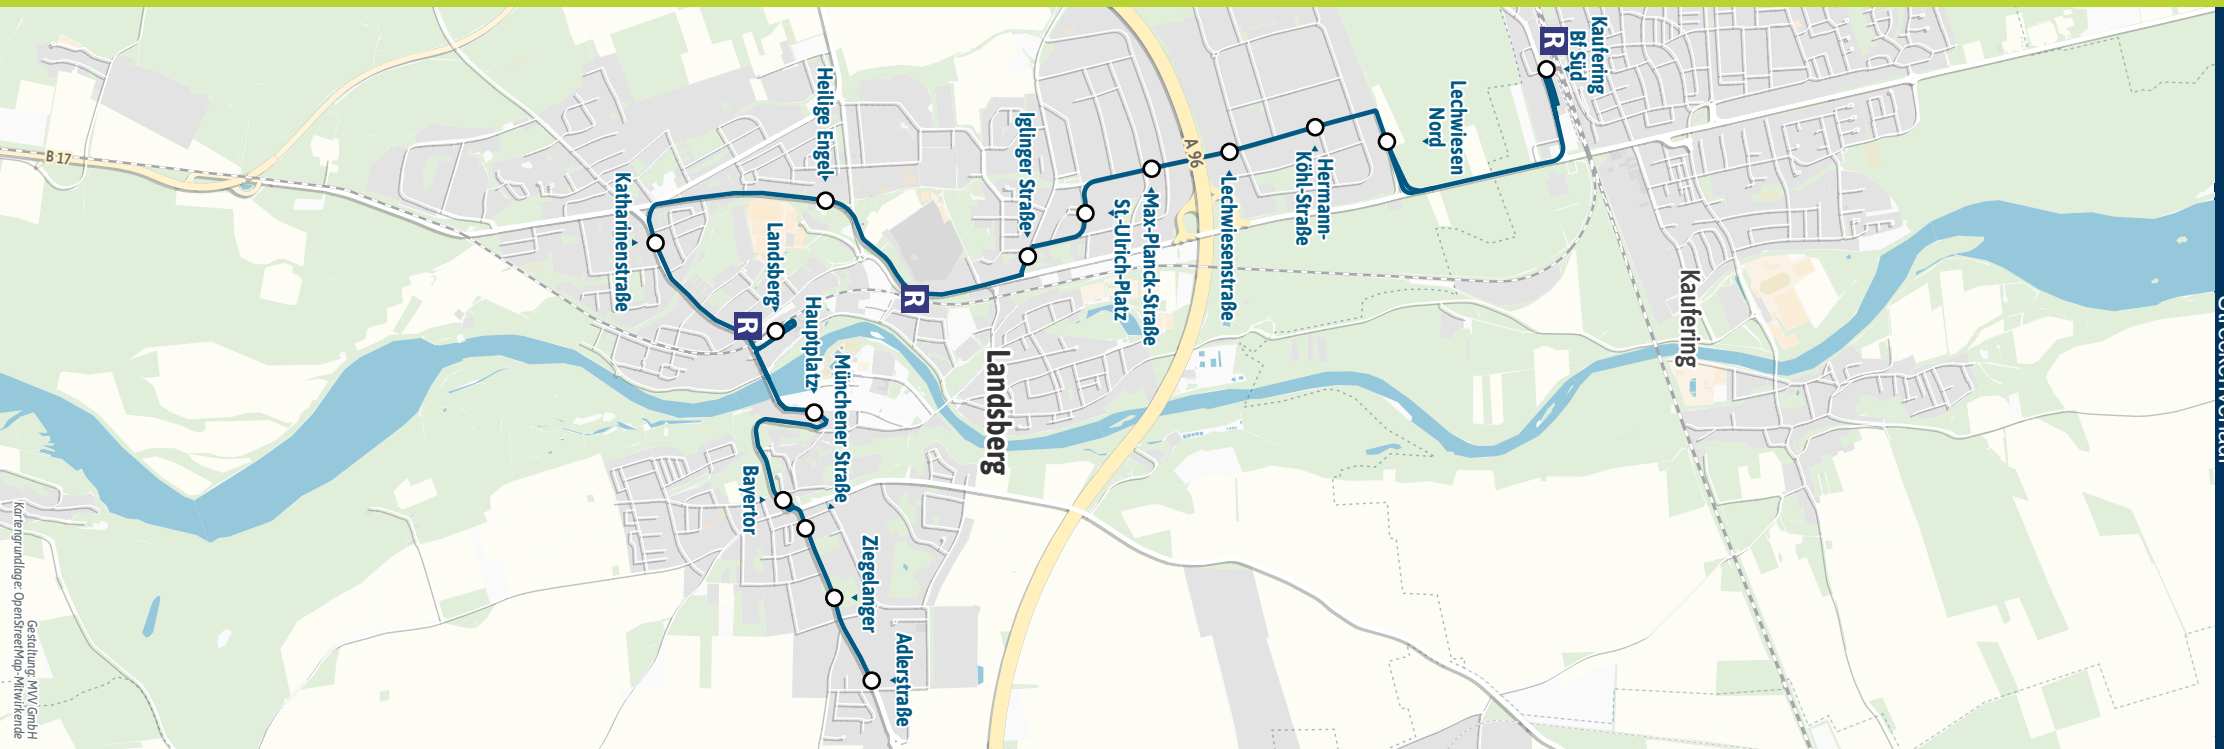 Kaufering
Bf Süd
R
Lechwiesen
Nord
Hermann-
Köhl-Straße
Lechwiesenstraße
A 96
Max-Planck-Straße
St.-Ulrich-Platz
Iglinger Straße
R
Heilige Engel
Katharinenstraße
B 17
Landsberg
R
Hauptplatz
Münchener Straße
Bayertor
Ziegelanger
Adlerstraße
Landsberg
Kaufering
Gestaltung: MVV GmbH
Kartengrundlage: OpenStreetMap-Mitwirkende